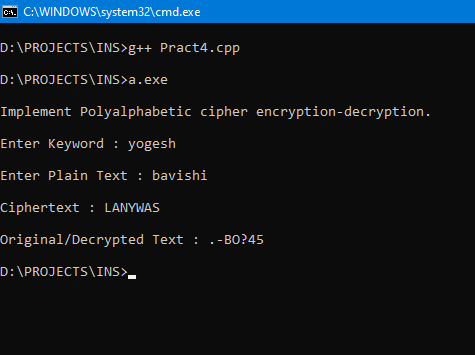 C:\WINDOWS\system32\cmd.exe
D:\PROJECTS\INS>g++ Pract4.cpp
D:\PROJECTS\INS>a.exe
Implement Polyalphabetic cipher encryption-decryption.
Enter Keyword : yogesh
Enter Plain Text : bavishi
Ciphertext : LANYWAS
Original/Decrypted Text : .-BO?45
D:\PROJECTS\INS>